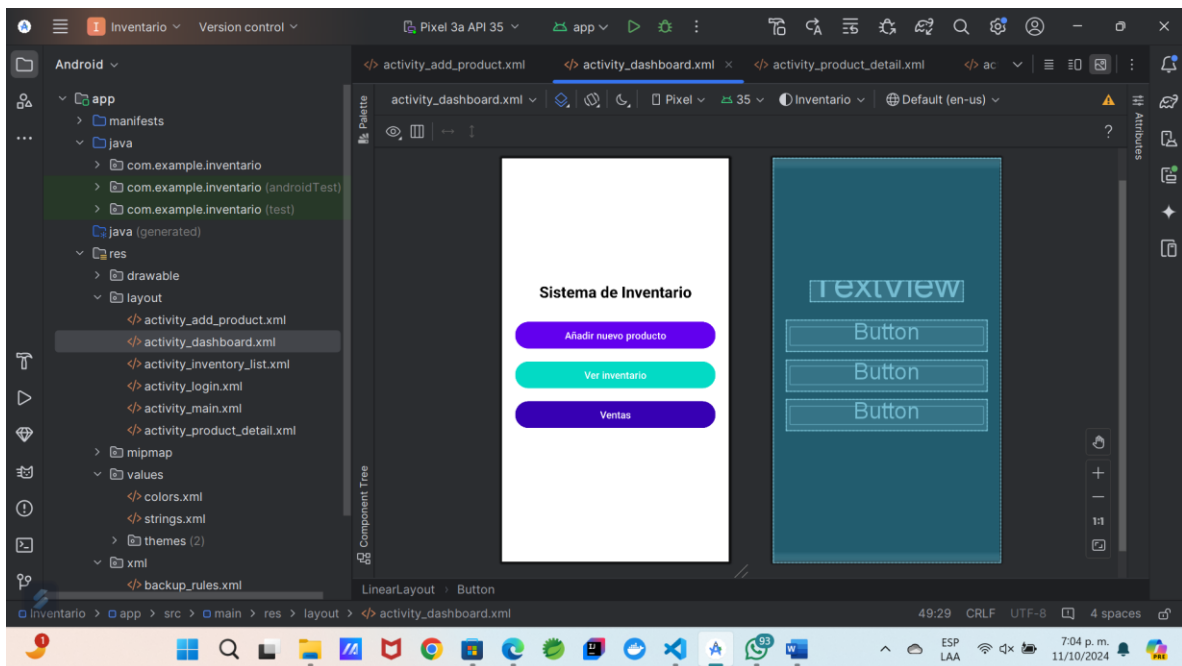 I Inventario Version control Pixel 3a API 35 app
Android
activity_add_product.xml activity_dashboard.xml activity_product_detail.xml ac
app
manifests
java
com.example.inventario
com.example.inventario (androidTest)
com.example.inventario (test)
java (generated)
res
drawable
layout
activity_add_product.xml
activity_dashboard.xml
activity_inventory_list.xml
activity_login.xml
activity_main.xml
activity_product_detail.xml
mipmap
values
colors.xml
strings.xml
themes (2)
xml
backup_rules.xml
Palette
Component Tree
activity_dashboard.xml Pixel 35 Inventario Default (en-us)
?
Attributes
Sistema de Inventario
Añadir nuevo producto
Ver inventario
Ventas
TextView
Button
Button
Button
1:1
LinearLayout > Button
Inventario > app > src > main > res > layout > activity_dashboard.xml 49:29 CRLF UTF-8 4 spaces
1
93
ESP
LAA
7:04 p. m.
11/10/2024
PRE